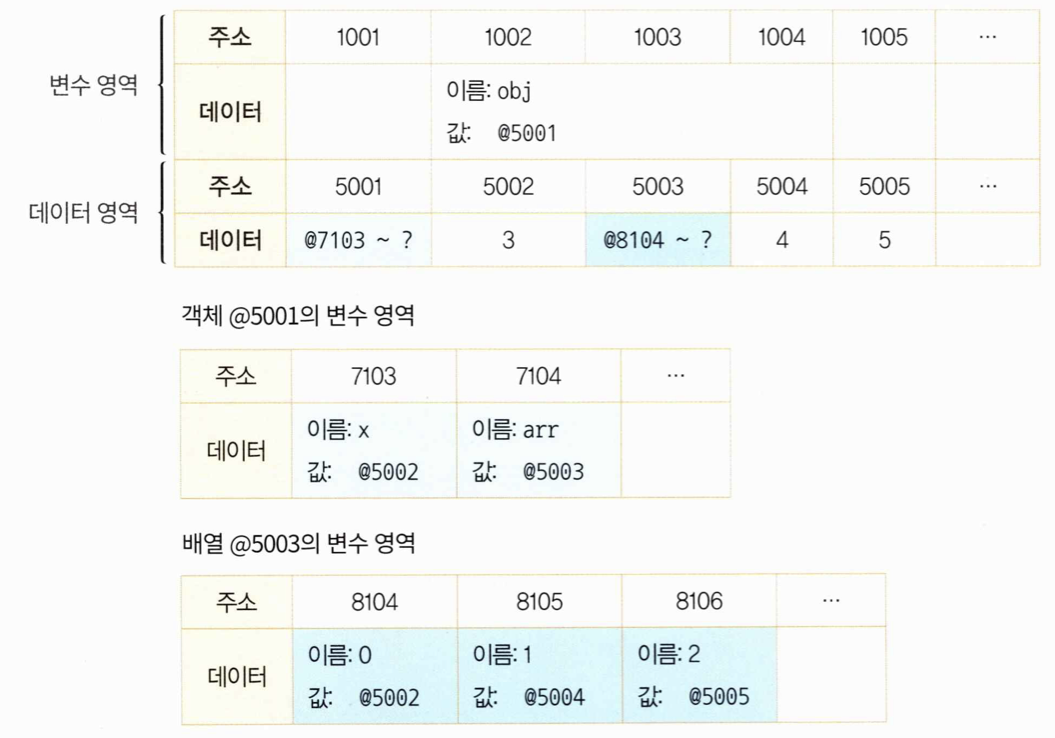 주소 1001 1002 1003 1004 1005 ...
변수 영역
데이터
이름: obj
값: @5001
주소 5001 5002 5003 5004 5005 ...
데이터 영역
데이터 @7103 ~ ? 3 @8104 ~ ? 4 5
객체 @5001의 변수 영역
주소 7103 7104 ...
데이터
이름: x 이름: arr
값: @5002 값: @5003
배열 @5003의 변수 영역
주소 8104 8105 8106 ...
데이터
이름: 0 이름: 1 이름: 2
값: @5002 값: @5004 값: @5005